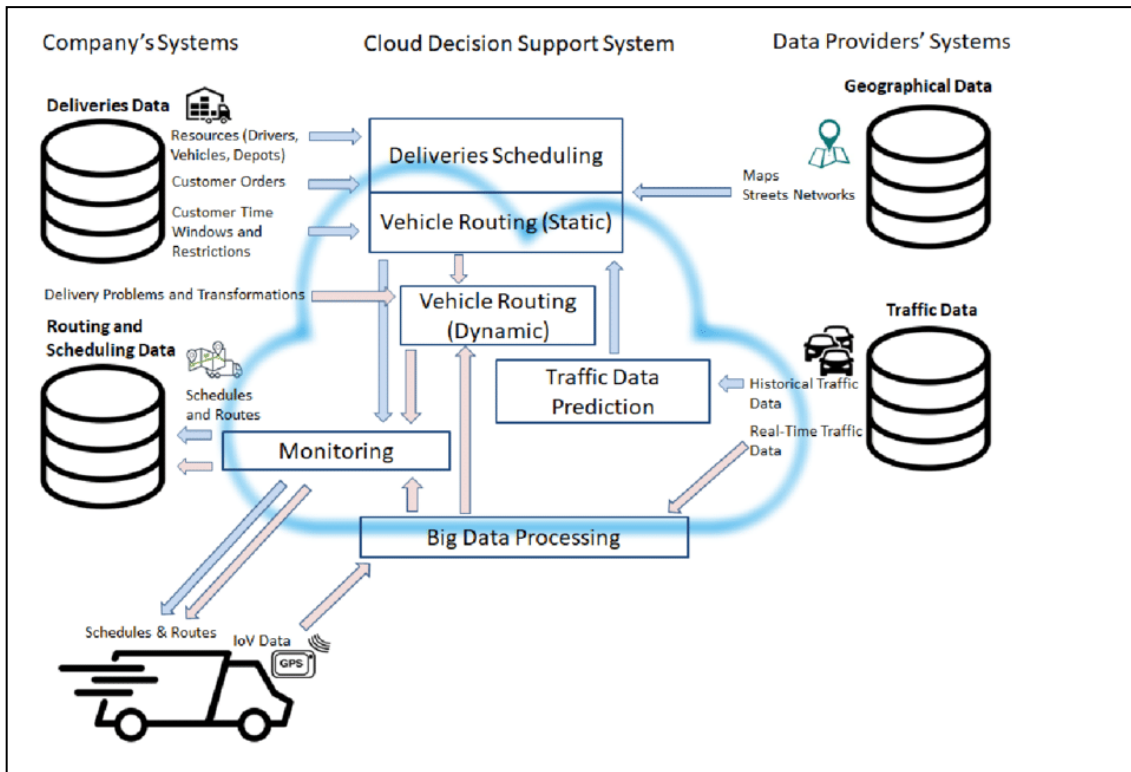 Company's Systems
Cloud Decision Support System
Data Providers' Systems
Deliveries Data
Resources (Drivers,
Vehicles, Depots)
Customer Orders
Customer Time
Windows and
Restrictions
Deliveries Scheduling
Vehicle Routing (Static)
Geographical Data
Maps
Streets Networks
Delivery Problems and Transformations
Vehicle Routing
(Dynamic)
Routing and
Scheduling Data
Schedules
and Routes
Traffic Data
Traffic Data
Prediction
Historical Traffic
Data
Real-Time Traffic
Data
Monitoring
Big Data Processing
Schedules & Routes
IoV Data
GPS